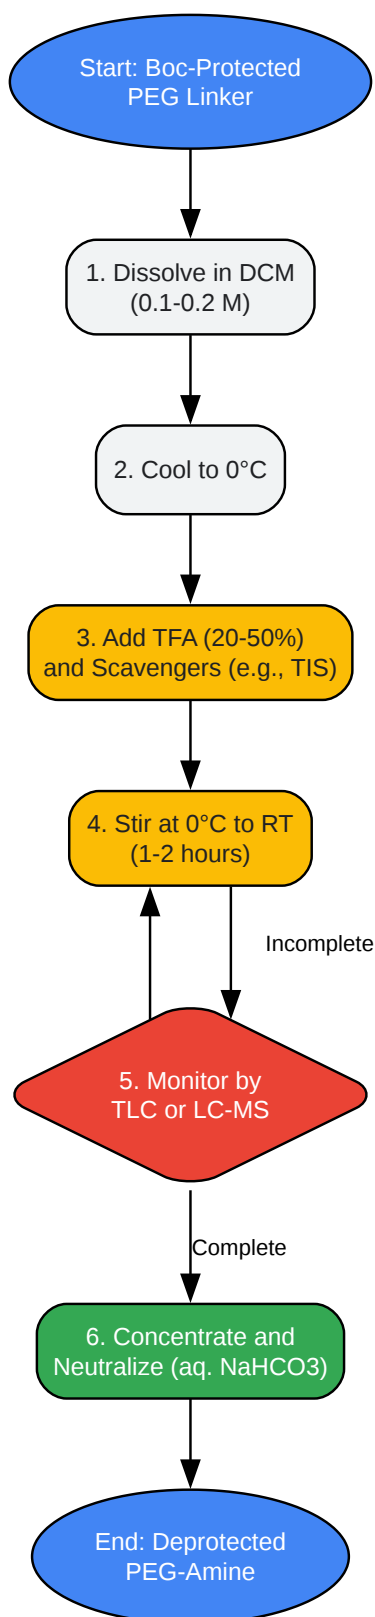 Start: Boc-Protected
PEG Linker
1. Dissolve in DCM
(0.1-0.2 M)
2. Cool to 0°C
3. Add TFA (20-50%)
and Scavengers (e.g., TIS)
4. Stir at 0°C to RT
(1-2 hours)
Incomplete
5. Monitor by
TLC or LC-MS
Complete
6. Concentrate and
Neutralize (aq. NaHCO3)
End: Deprotected
PEG-Amine